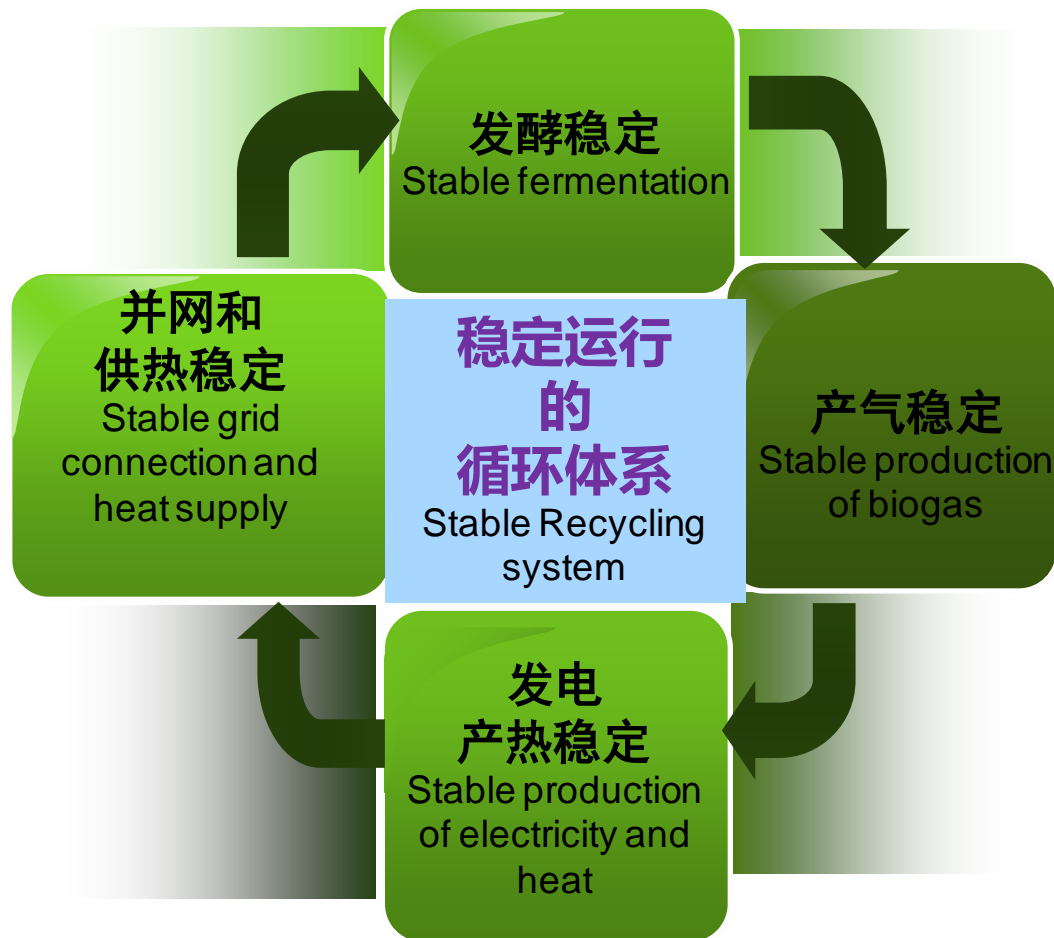 发酵稳定
Stable fermentation
并网和
供热稳定
Stable grid
connection and
heat supply
稳定运行
的
循环体系
Stable Recycling
system
产气稳定
Stable production
of biogas
发电
产热稳定
Stable production
of electricity and
heat